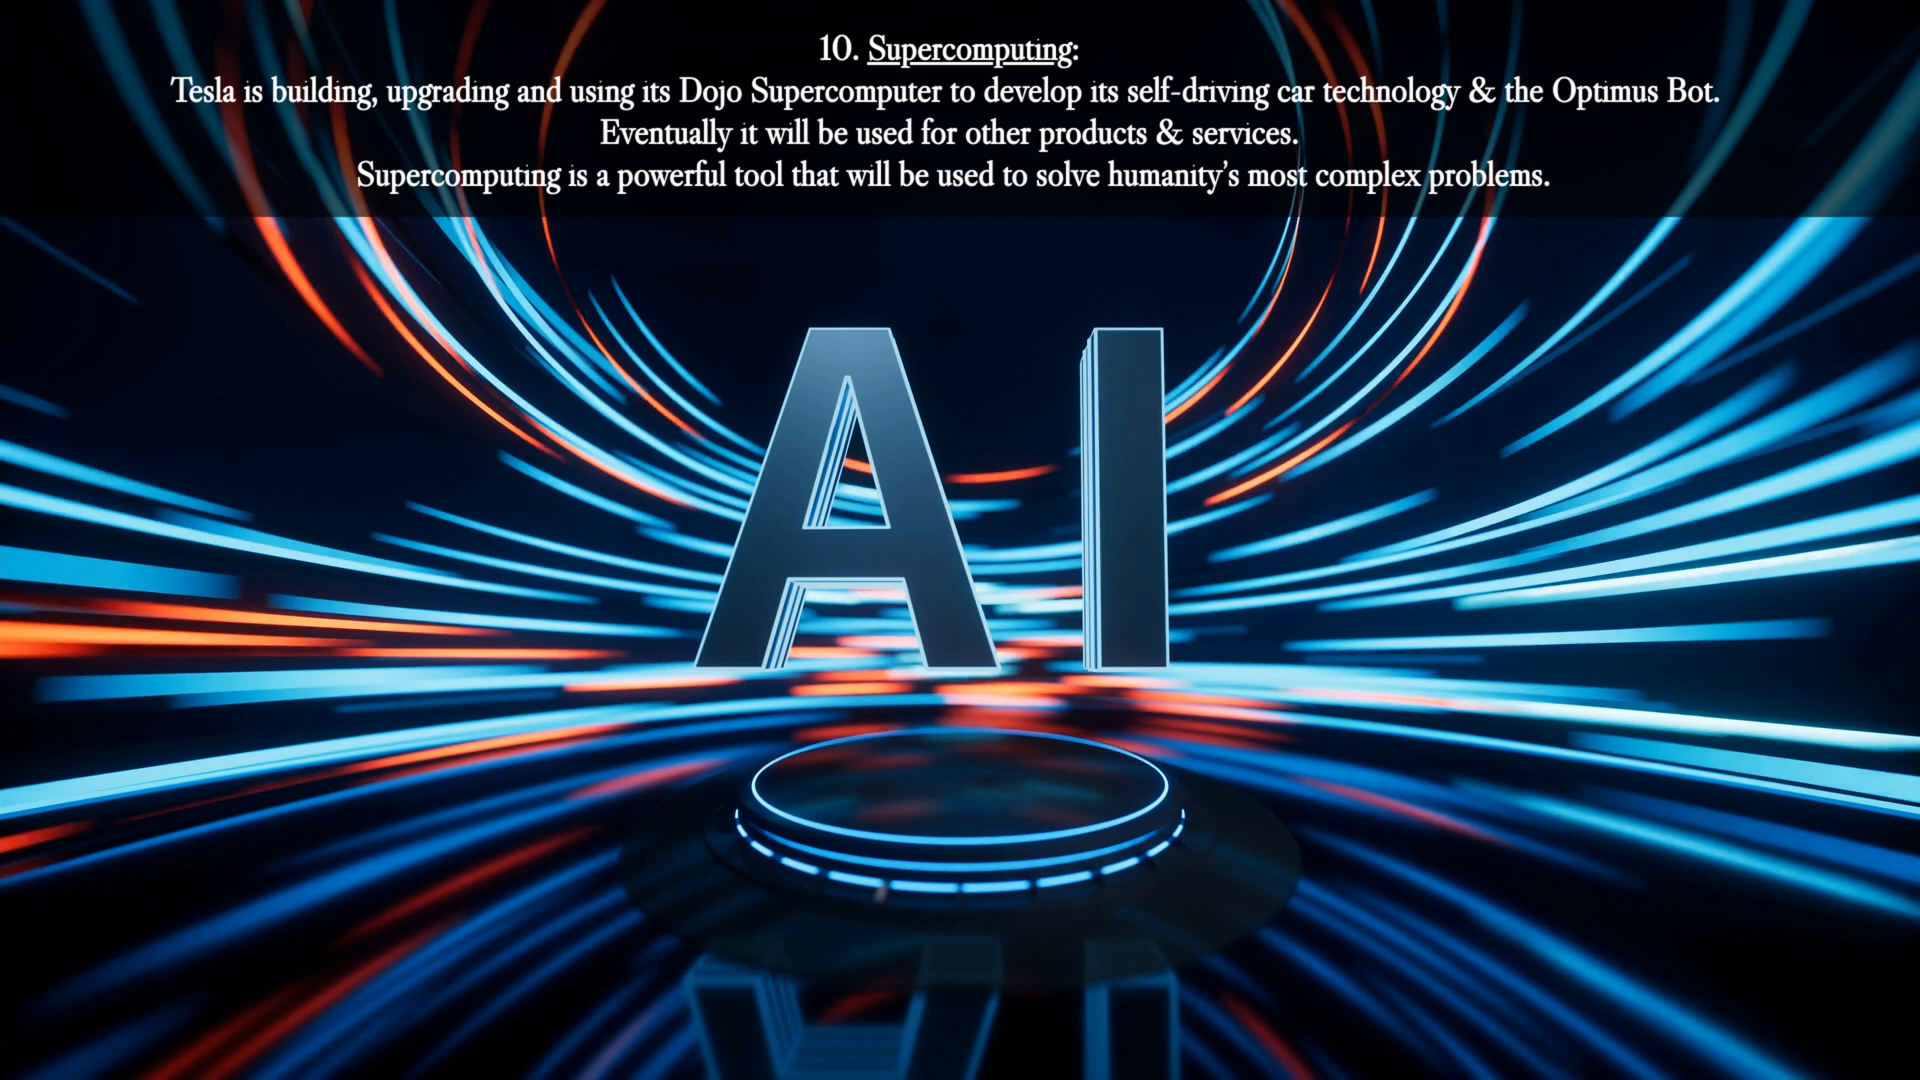 10. Supercomputing:
Tesla is building, upgrading and using its Dojo Supercomputer to develop its self-driving car technology & the Optimus Bot.
Eventually it will be used for other products & services.
Supercomputing is a powerful tool that will be used to solve humanity’s most complex problems.
AI